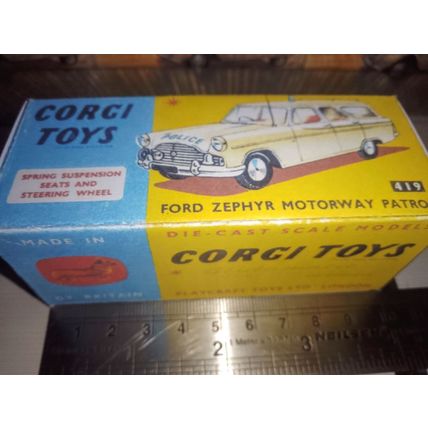 CORGI
TOYS
POLICE
SPRING SUSPENSION
SEATS AND
STEERING WHEEL
419
FORD ZEPHYR MOTORWAY PATRO
DIE-CAST SCALE MODELS
MADE IN
CORGI TOYS
GT BRITAIN
PLAYCRAFT TOYS LTD. LONDON
1 2 3 4 5 6 7 8 9 10
2 3